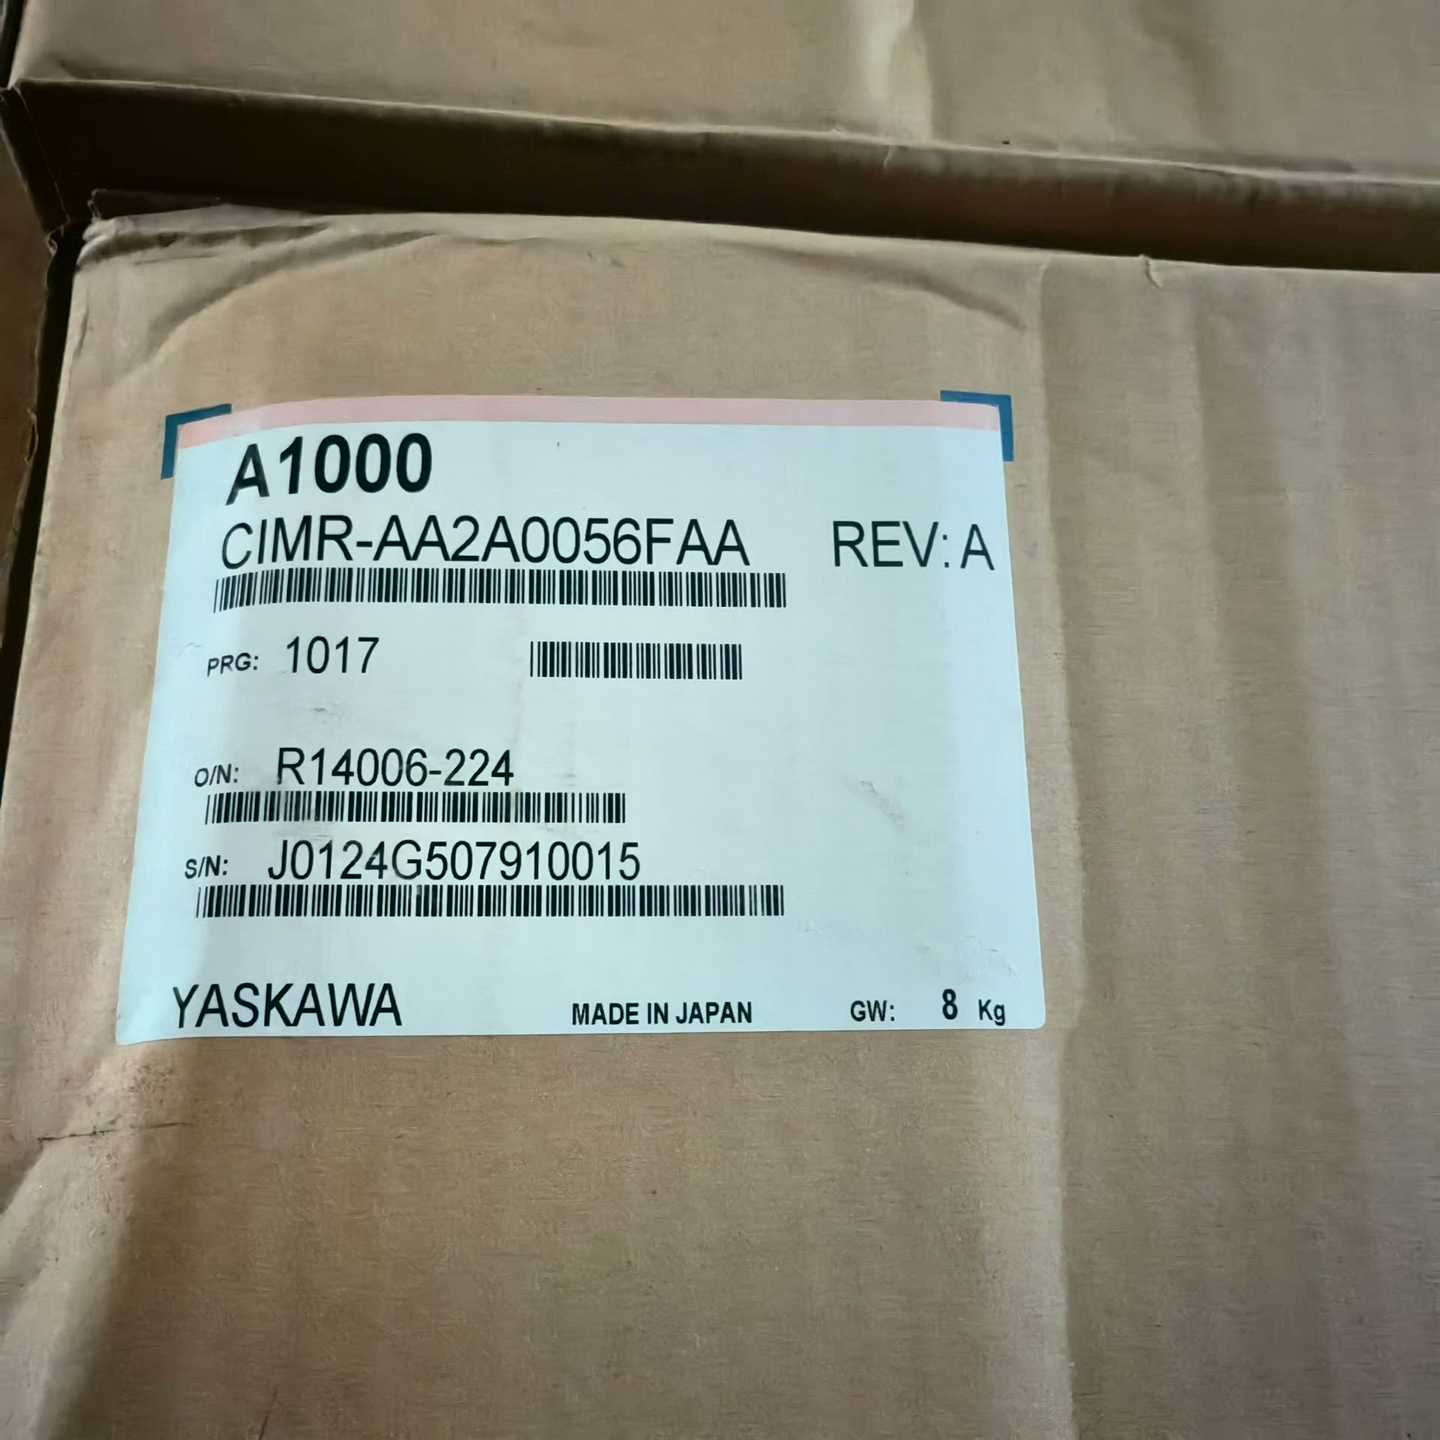 A1000
CIMR-AA2A0056FAA REV: A
PRG: 1017
O/N: R14006-224
S/N: J0124G507910015
YASKAWA MADE IN JAPAN GW: 8 Kg